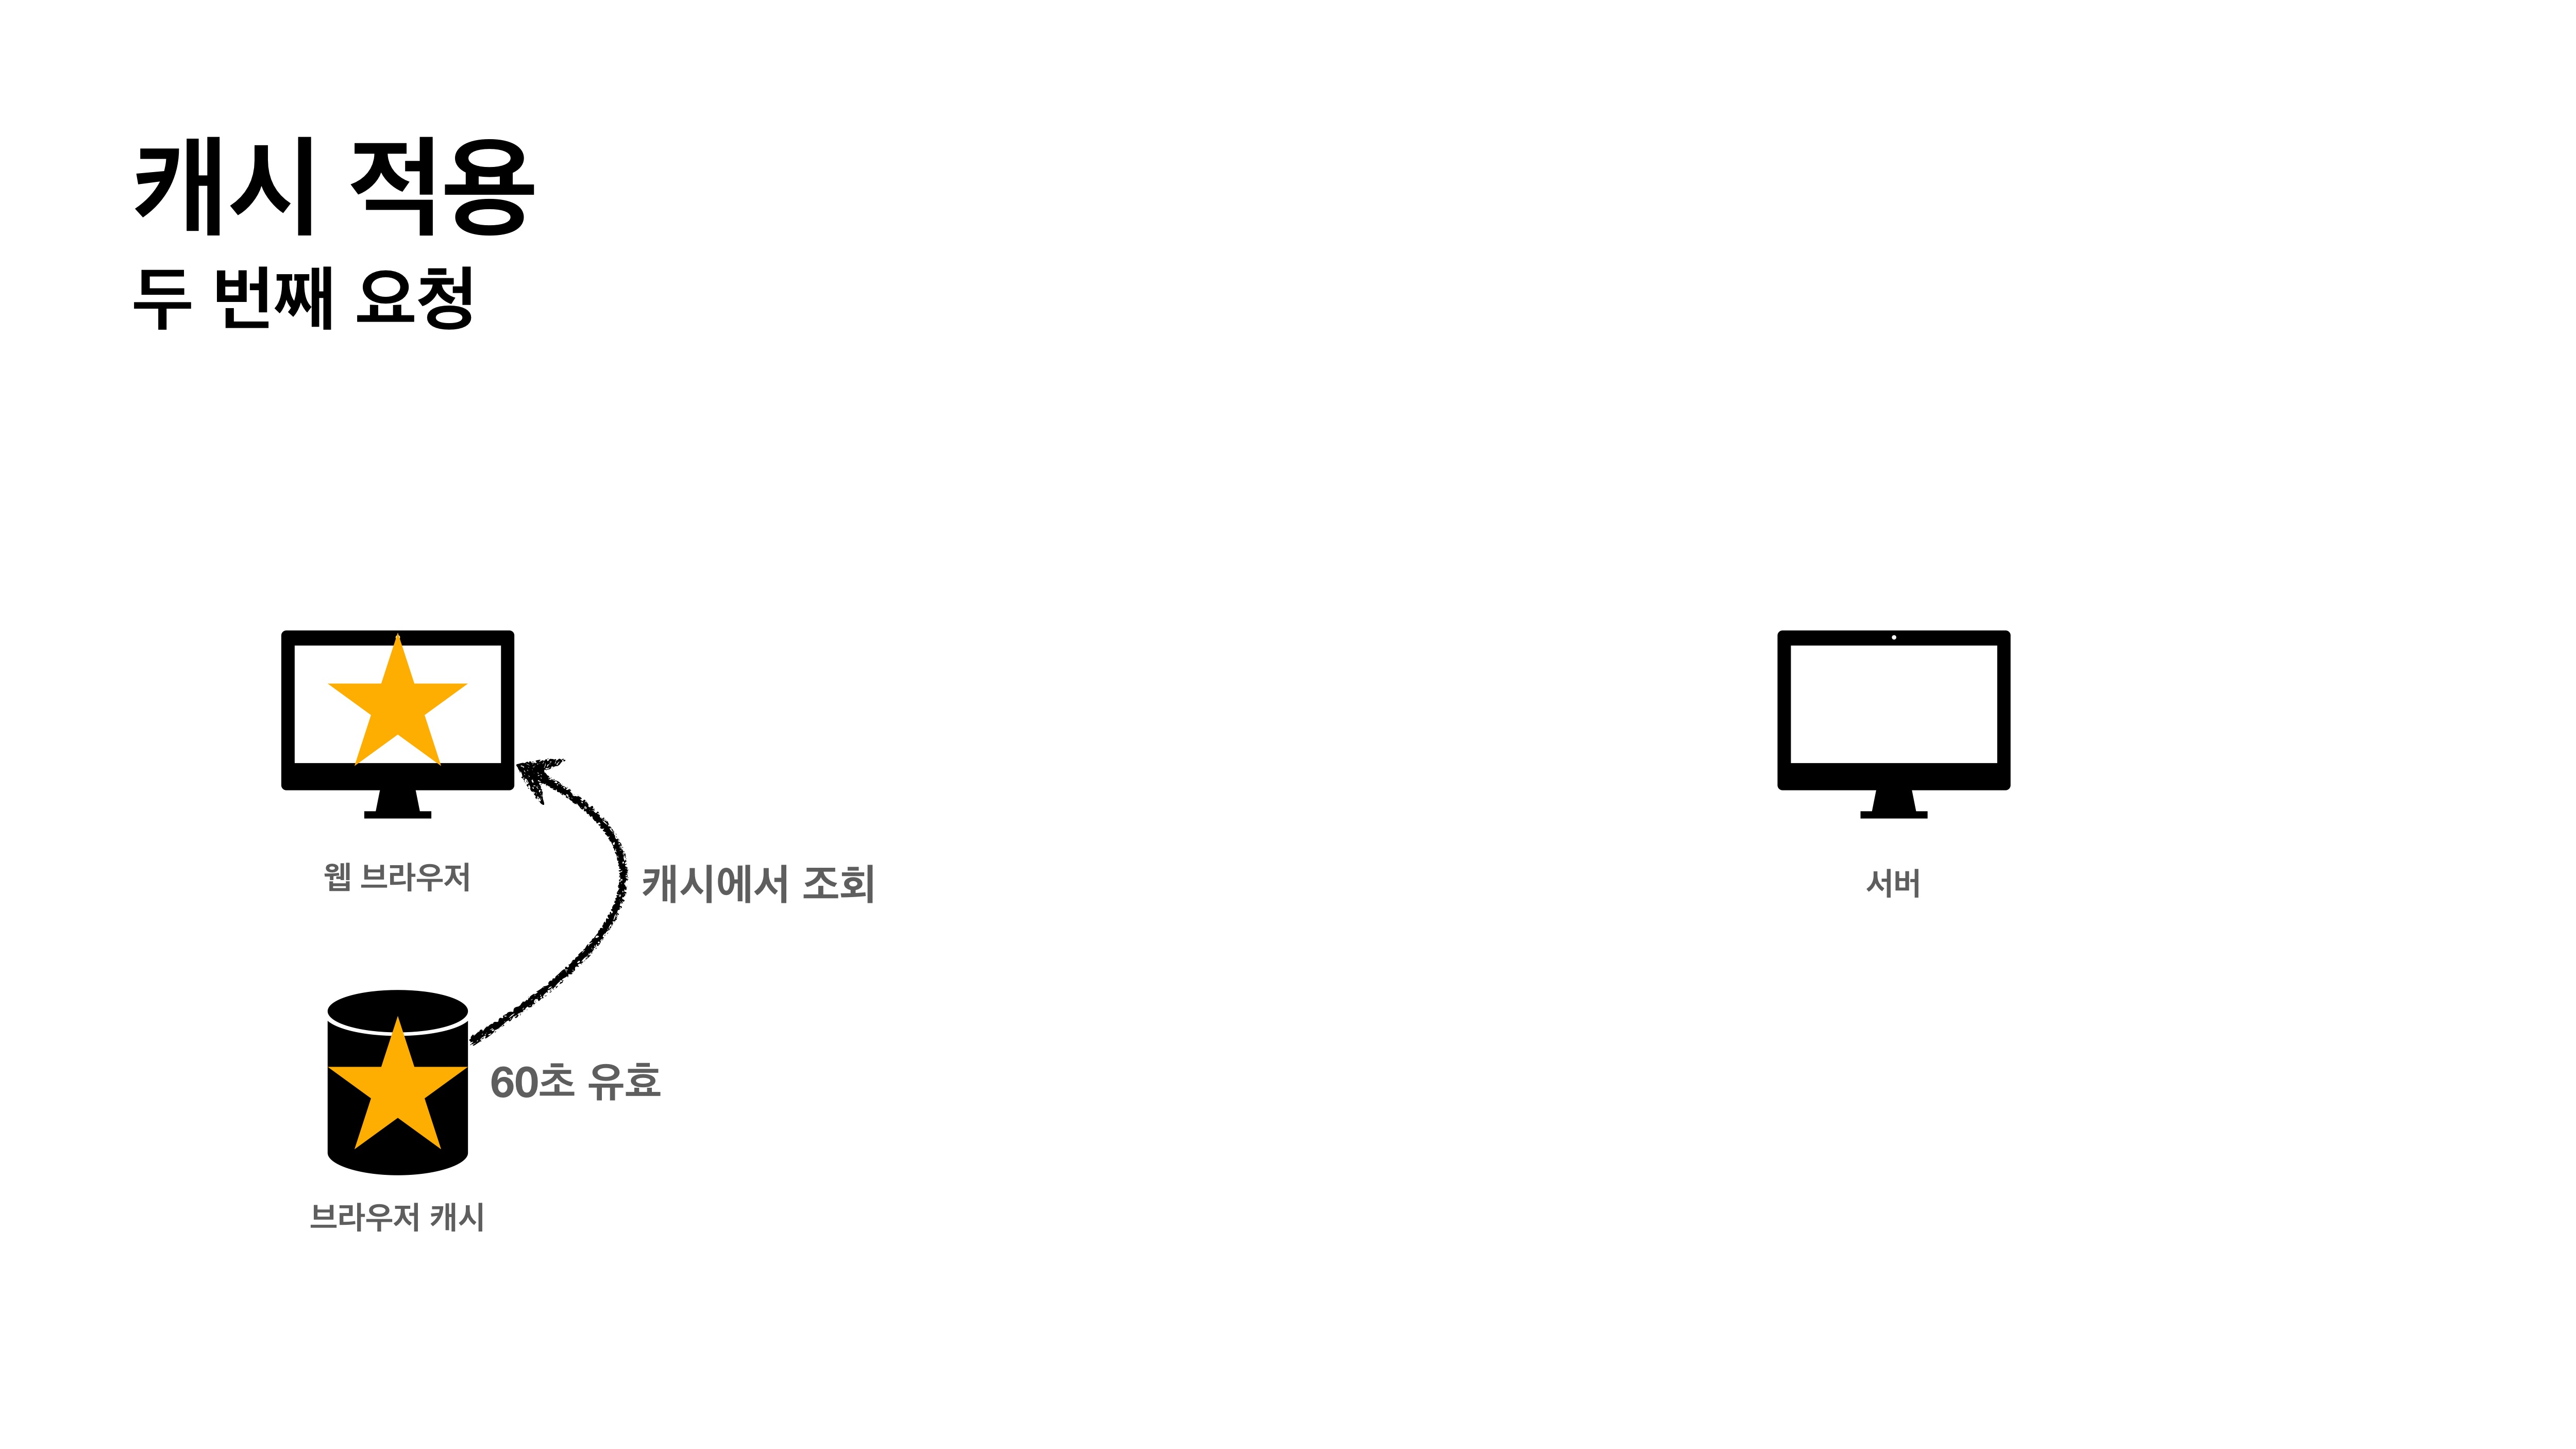 캐시 적용
두 번째 요청
웹 브라우저
캐시에서 조회
서버
60초 유효
브라우저 캐시